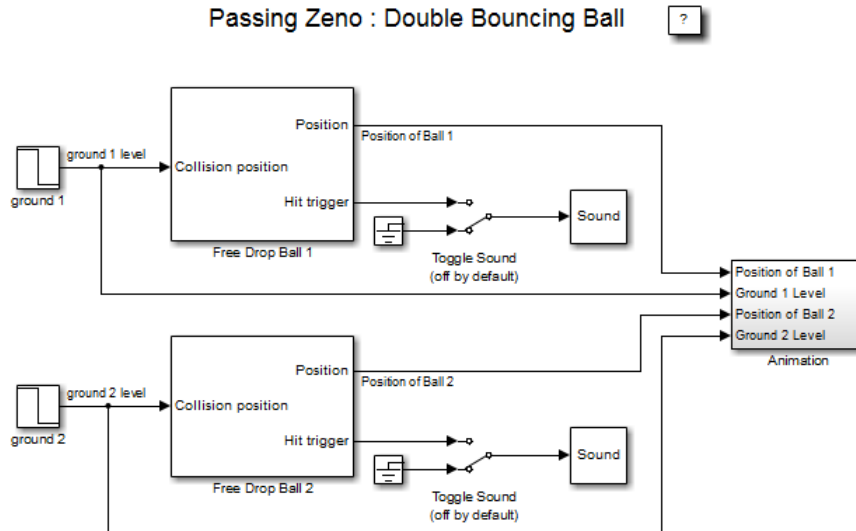 Passing Zeno : Double Bouncing Ball
?
Position
Position of Ball 1
ground 1 level
Collision position
ground 1
Hit trigger
Sound
Free Drop Ball 1
Toggle Sound
(off by default)
Position of Ball 1
Ground 1 Level
Position of Ball 2
Ground 2 Level
Animation
Position
Position of Ball 2
ground 2 level
Collision position
ground 2
Hit trigger
Sound
Free Drop Ball 2
Toggle Sound
(off by default)